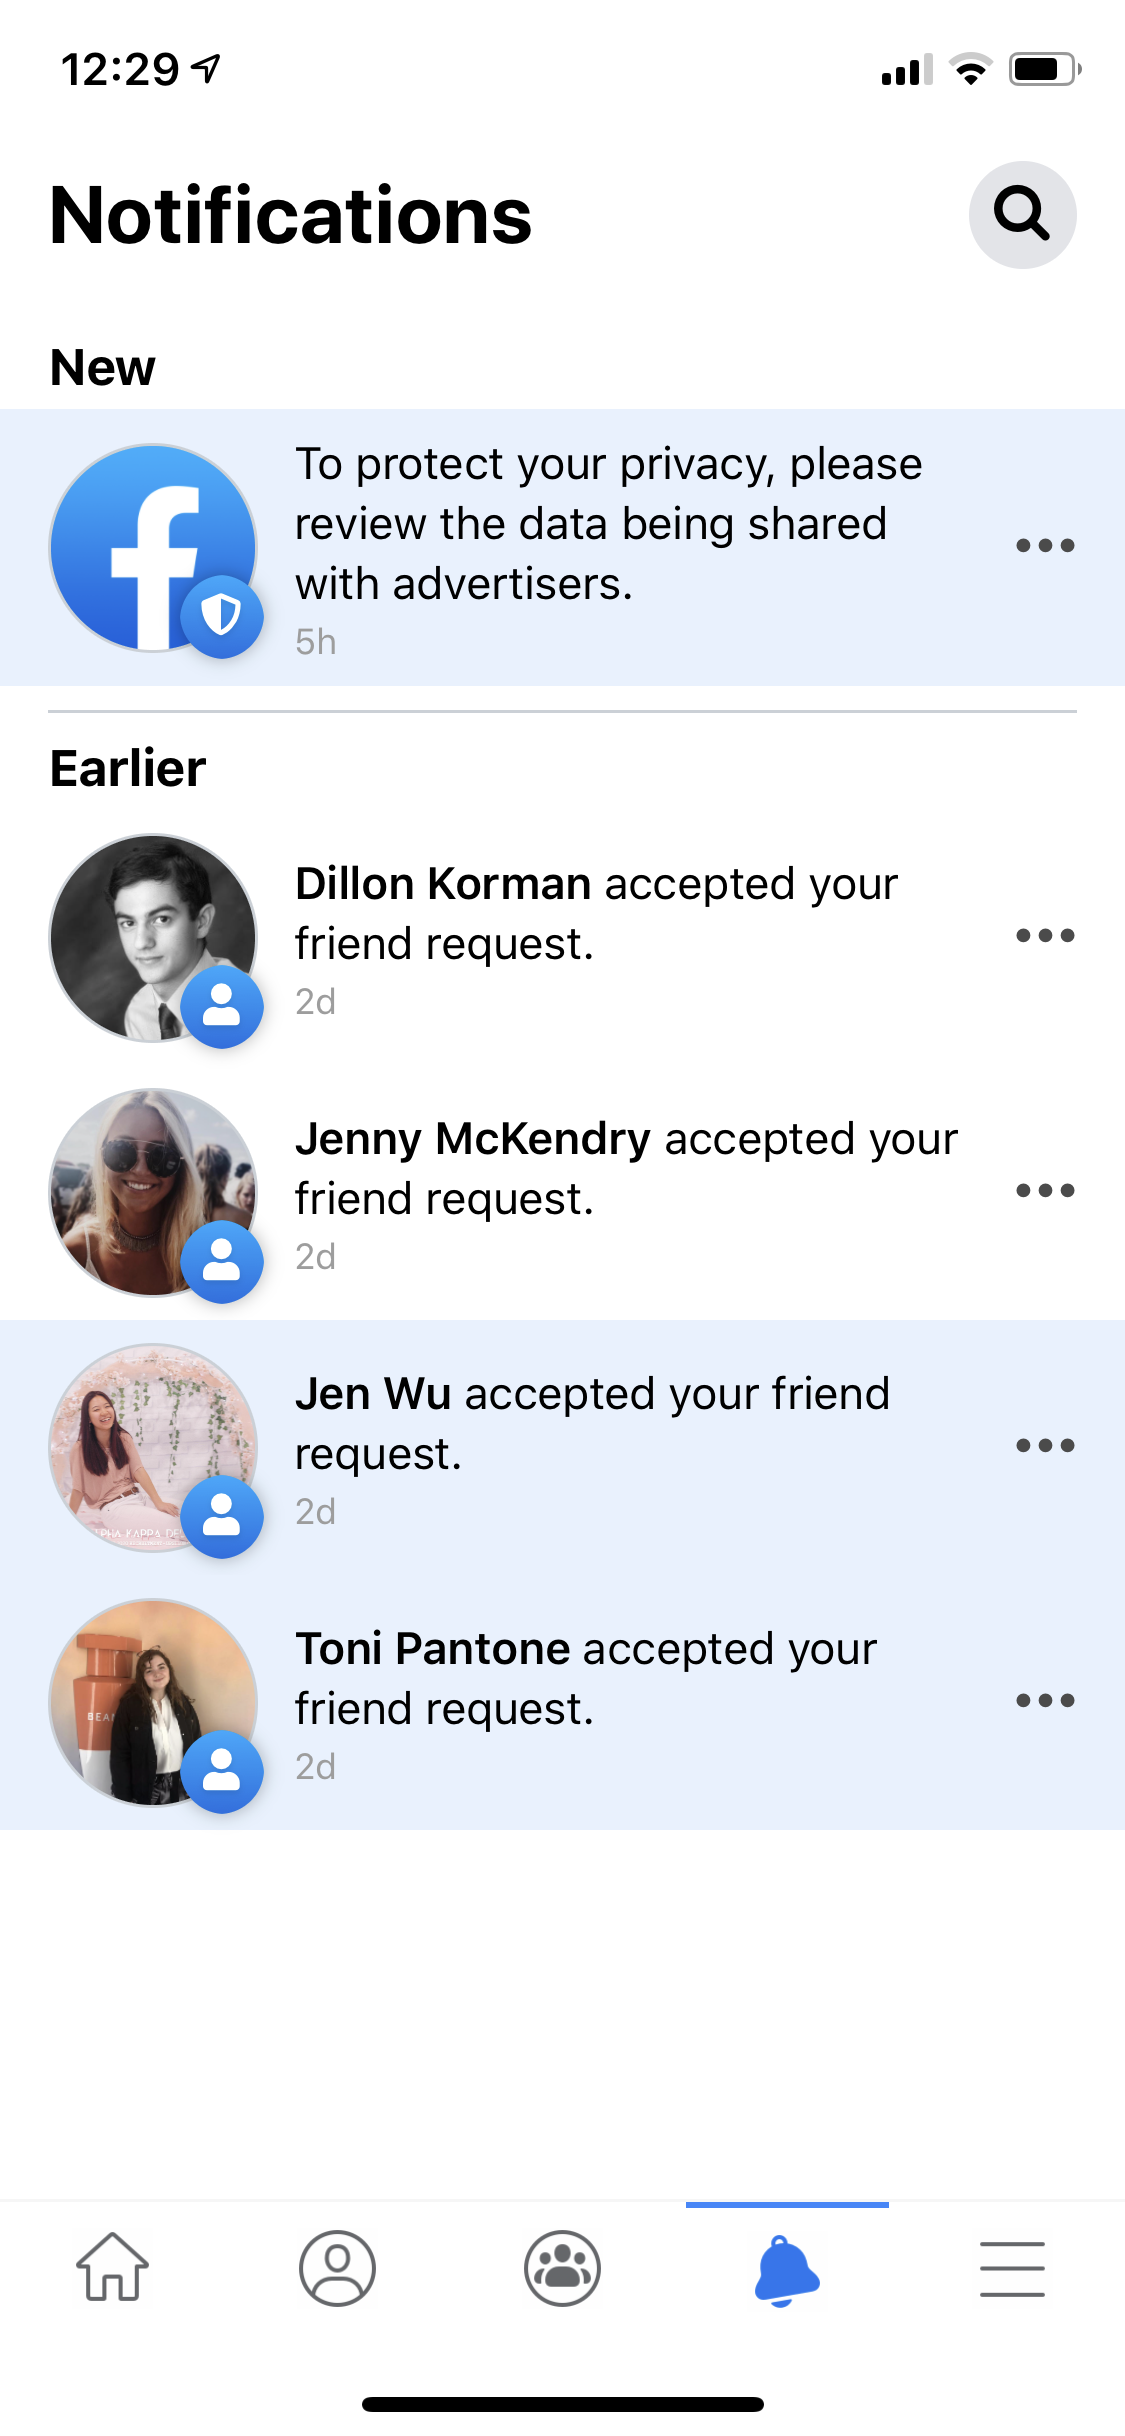 12:29
Notifications
New
To protect your privacy, please
review the data being shared
with advertisers.
5h
Earlier
Dillon Korman accepted your
friend request.
2d
Jenny McKendry accepted your
friend request.
2d
Jen Wu accepted your friend
request.
2d
KAPPA
Toni Pantone accepted your
friend request.
2d